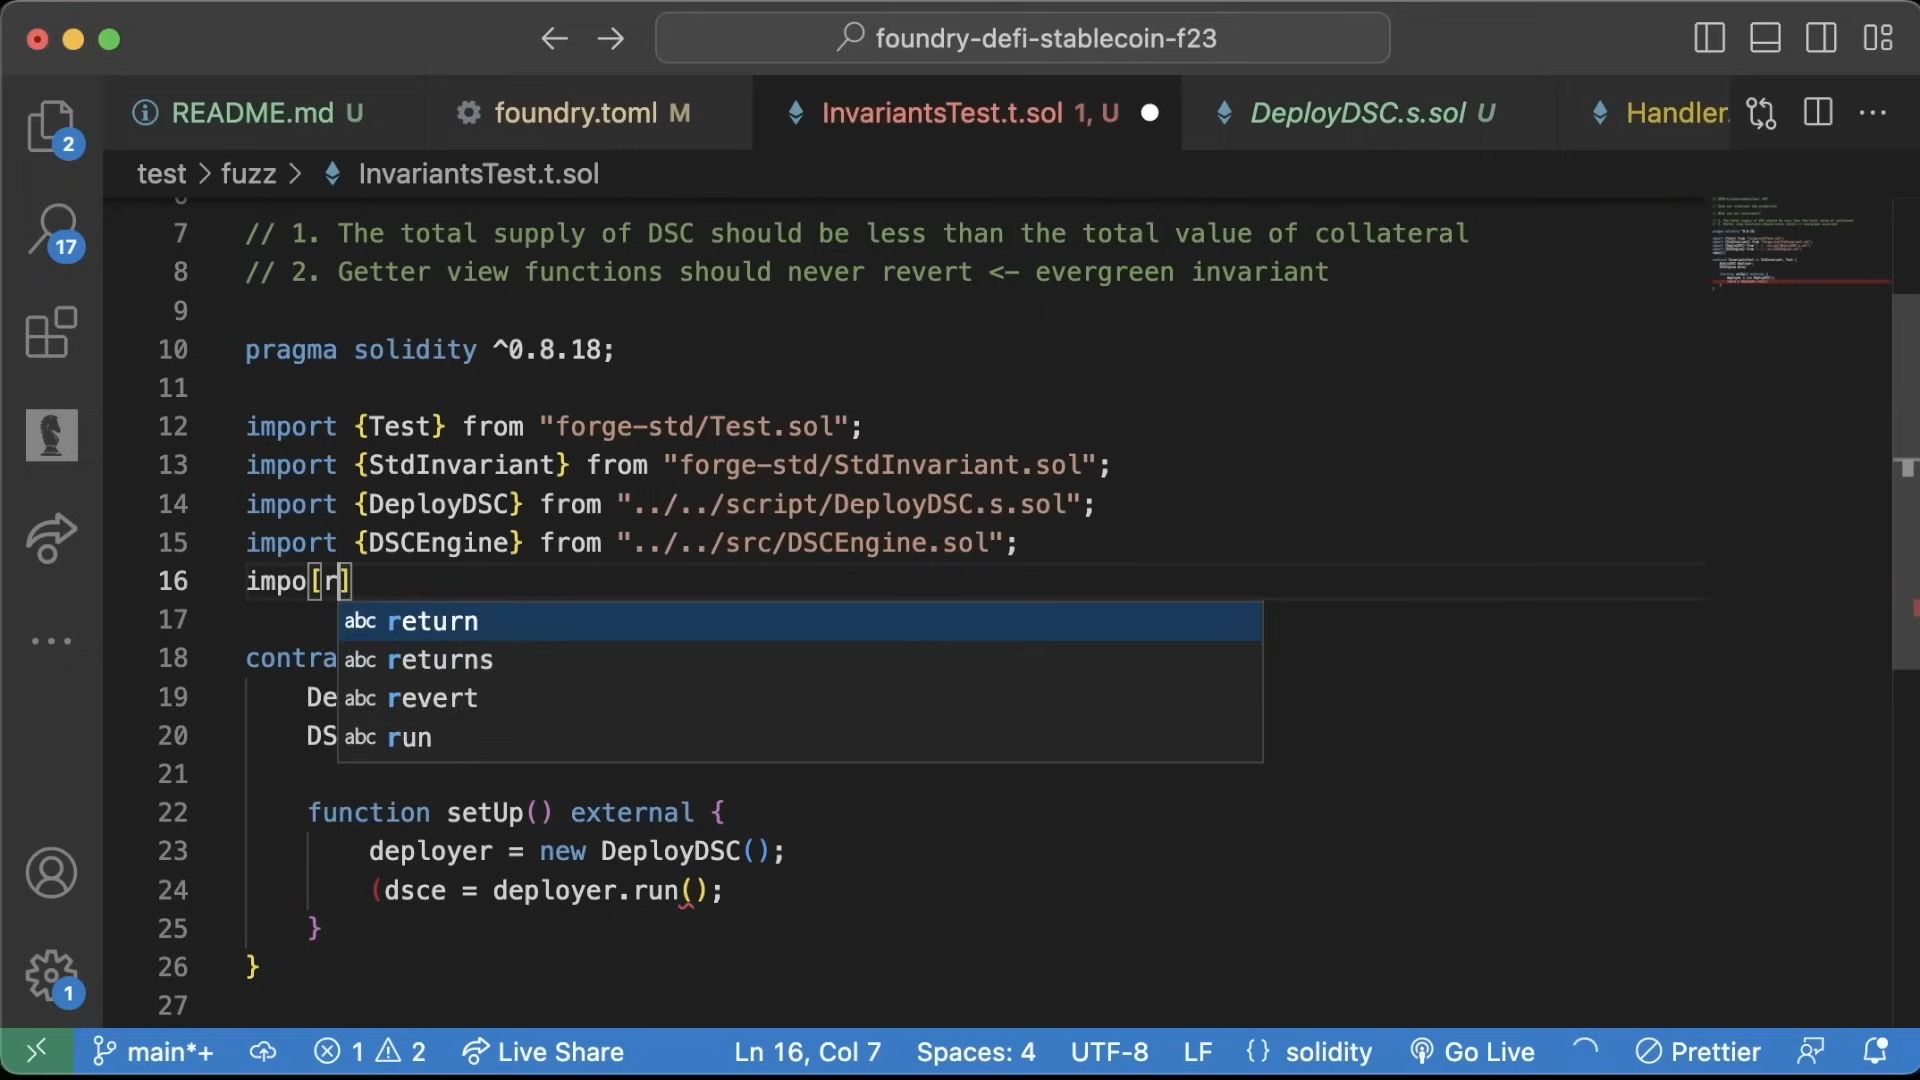 foundry-defi-stablecoin-f23
README.md U
foundry.toml M
InvariantsTest.t.sol 1, U
DeployDSC.s.sol U
Handler.
test > fuzz > InvariantsTest.t.sol
2
17
1
7 // 1. The total supply of DSC should be less than the total value of collateral
8 // 2. Getter view functions should never revert <- evergreen invariant
9
10 pragma solidity ^0.8.18;
11
12 import {Test} from "forge-std/Test.sol";
13 import {StdInvariant} from "forge-std/StdInvariant.sol";
14 import {DeployDSC} from "../../script/DeployDSC.s.sol";
15 import {DSCEngine} from "../../src/DSCEngine.sol";
16 impo[r]
abc return
abc returns
abc revert
abc run
17
18 contra
19 De
20 DS
21
22 function setUp() external {
23 deployer = new DeployDSC();
24 (dsce = deployer.run();
25 }
26 }
27
main*+ 1 2 Live Share Ln 16, Col 7 Spaces: 4 UTF-8 LF {} solidity Go Live Prettier